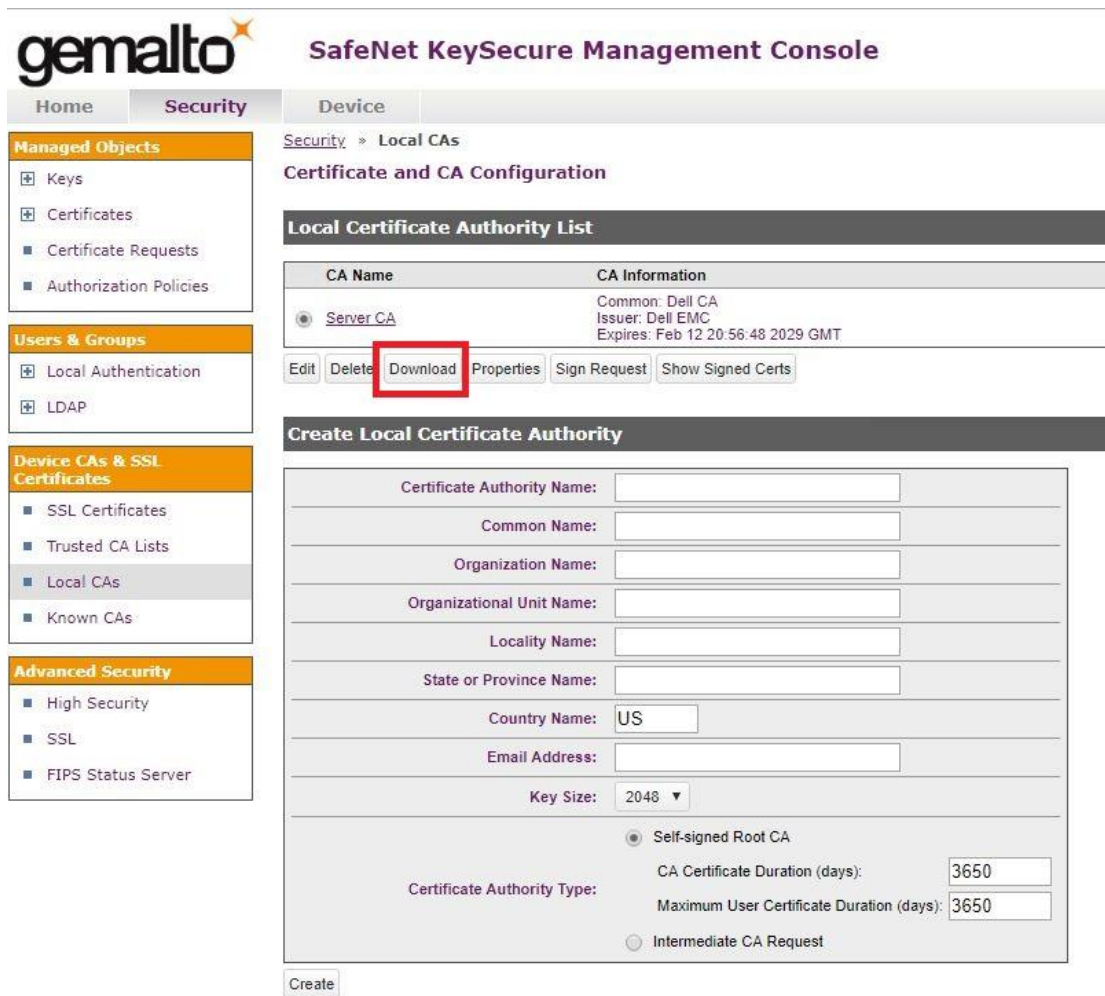 gemalto
SafeNet KeySecure Management Console
Home Security Device
Managed Objects
Keys
Certificates
Certificate Requests
Authorization Policies
Users & Groups
Local Authentication
LDAP
Device CAs & SSL
Certificates
SSL Certificates
Trusted CA Lists
Local CAs
Known CAs
Advanced Security
High Security
SSL
FIPS Status Server
Security » Local CAs
Certificate and CA Configuration
Local Certificate Authority List
CA Name CA Information
Server CA
Common: Dell CA
Issuer: Dell EMC
Expires: Feb 12 20:56:48 2029 GMT
Edit Delete Download Properties Sign Request Show Signed Certs
Create Local Certificate Authority
Certificate Authority Name:
Common Name:
Organization Name:
Organizational Unit Name:
Locality Name:
State or Province Name:
Country Name: US
Email Address:
Key Size: 2048
Certificate Authority Type:
Self-signed Root CA
CA Certificate Duration (days): 3650
Maximum User Certificate Duration (days): 3650
Intermediate CA Request
Create